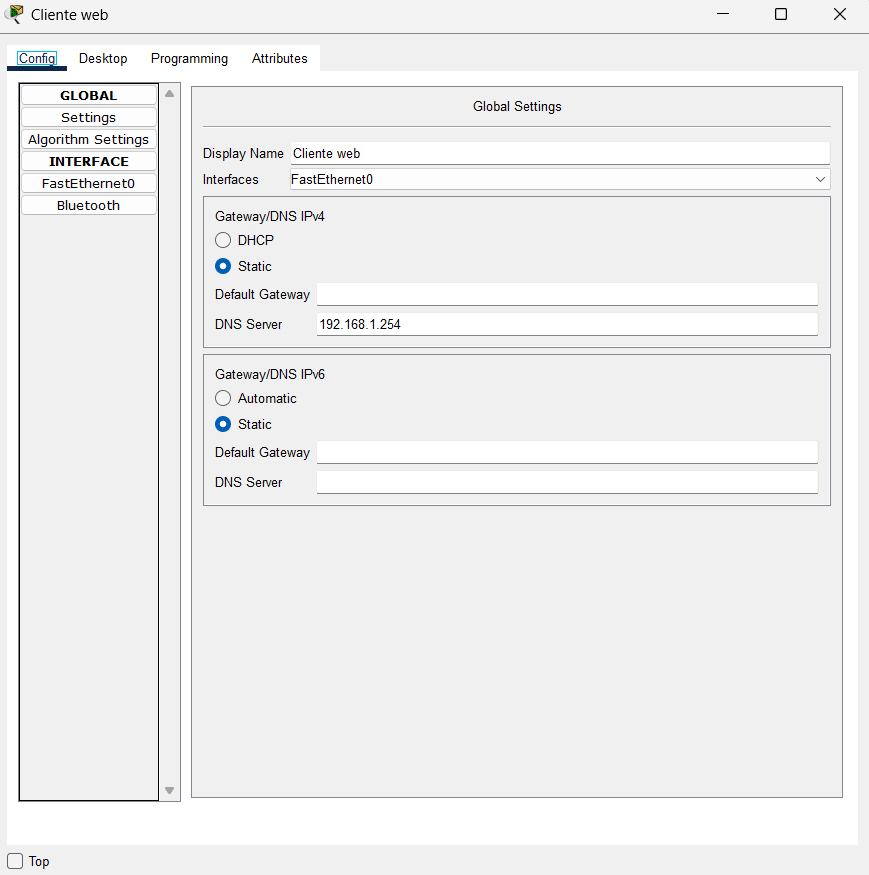 Cliente web
Config Desktop Programming Attributes
GLOBAL
Settings
Algorithm Settings
INTERFACE
FastEthernet0
Bluetooth
Global Settings
Display Name Cliente web
Interfaces FastEthernet0
Gateway/DNS IPv4
DHCP
Static
Default Gateway
DNS Server 192.168.1.254
Gateway/DNS IPv6
Automatic
Static
Default Gateway
DNS Server
Top